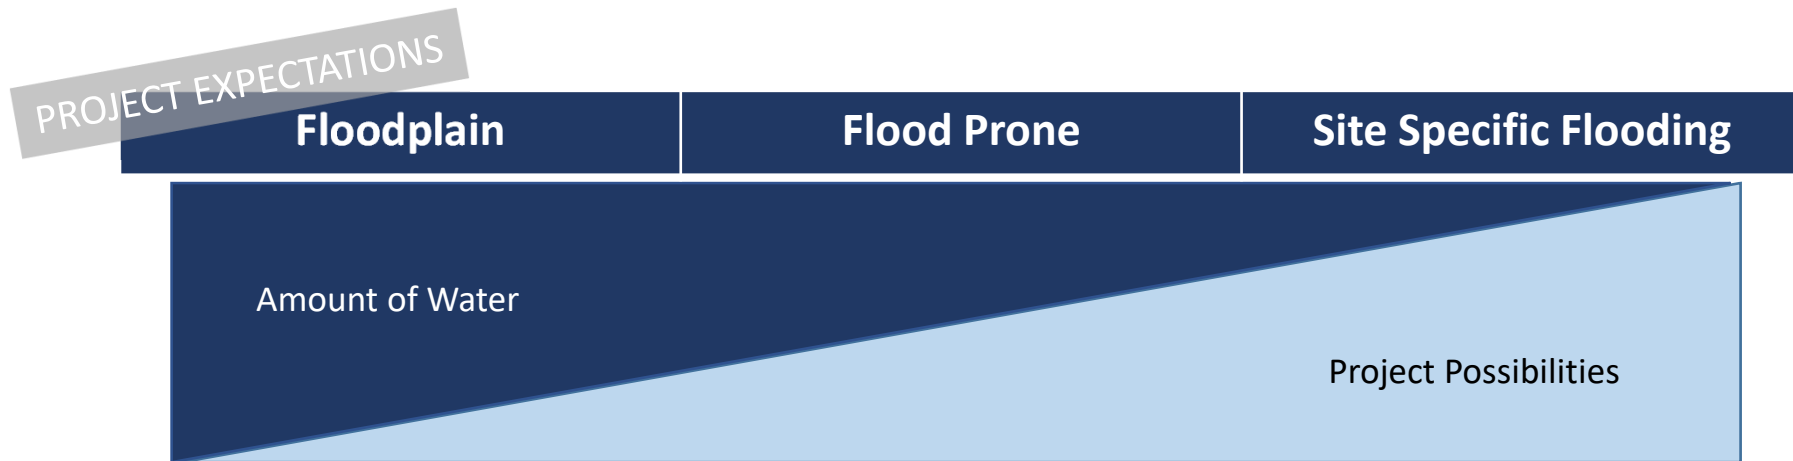 PROJECT EXPECTATIONS
Floodplain
Flood Prone
Site Specific Flooding
Amount of Water
Project Possibilities